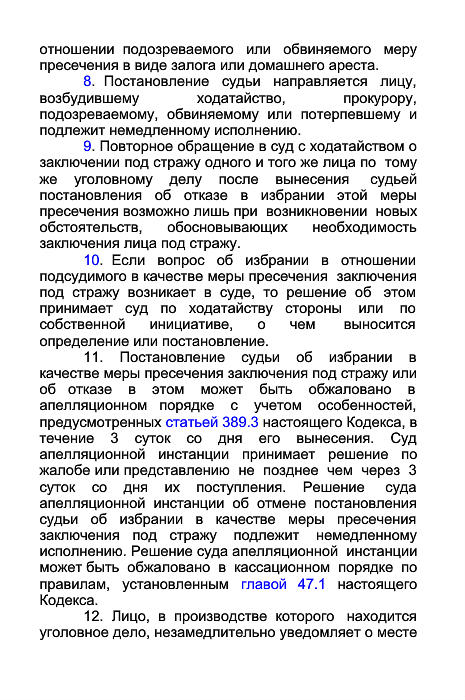 отношении подозреваемого или обвиняемого меру
пресечения в виде залога или домашнего ареста.
8. Постановление судьи направляется лицу,
возбудившему ходатайство, прокурору,
подозреваемому, обвиняемому или потерпевшему и
подлежит немедленному исполнению.
9. Повторное обращение в суд с ходатайством о
заключении под стражу одного и того же лица по тому
же уголовному делу после вынесения судьей
постановления об отказе в избрании этой меры
пресечения возможно лишь при возникновении новых
обстоятельств, обосновывающих необходимость
заключения лица под стражу.
10. Если вопрос об избрании в отношении
подсудимого в качестве меры пресечения заключения
под стражу возникает в суде, то решение об этом
принимает суд по ходатайству стороны или по
собственной инициативе, о чем выносится
определение или постановление.
11. Постановление судьи об избрании в
качестве меры пресечения заключения под стражу или
об отказе в этом может быть обжаловано в
апелляционном порядке с учетом особенностей,
предусмотренных статьей 389.3 настоящего Кодекса, в
течение 3 суток со дня его вынесения. Суд
апелляционной инстанции принимает решение по
жалобе или представлению не позднее чем через 3
суток со дня их поступления. Решение суда
апелляционной инстанции об отмене постановления
судьи об избрании в качестве меры пресечения
заключения под стражу подлежит немедленному
исполнению. Решение суда апелляционной инстанции
может быть обжаловано в кассационном порядке по
правилам, установленным главой 47.1 настоящего
Кодекса.
12. Лицо, в производстве которого находится
уголовное дело, незамедлительно уведомляет о месте